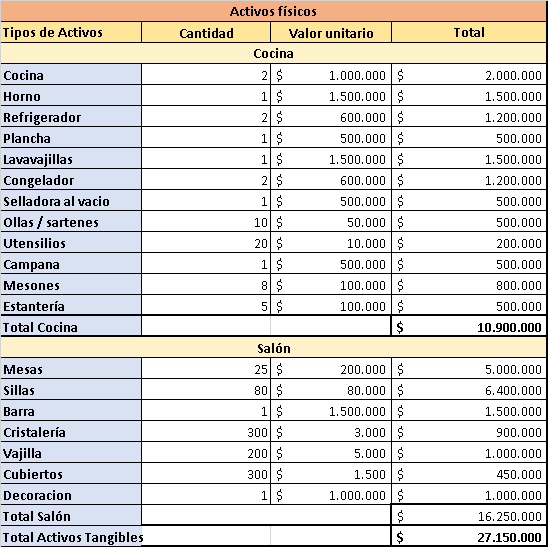 Activos físicos
Tipos de Activos Cantidad Valor unitario Total
Cocina
Cocina 2 $ 1.000.000 $ 2.000.000
Horno 1 $ 1.500.000 $ 1.500.000
Refrigerador 2 $ 600.000 $ 1.200.000
Plancha 1 $ 500.000 $ 500.000
Lavavajillas 1 $ 1.500.000 $ 1.500.000
Congelador 2 $ 600.000 $ 1.200.000
Selladora al vacio 1 $ 500.000 $ 500.000
Ollas / sartenes 10 $ 50.000 $ 500.000
Utensilios 20 $ 10.000 $ 200.000
Campana 1 $ 500.000 $ 500.000
Mesones 8 $ 100.000 $ 800.000
Estantería 5 $ 100.000 $ 500.000
Total Cocina $ 10.900.000
Salón
Mesas 25 $ 200.000 $ 5.000.000
Sillas 80 $ 80.000 $ 6.400.000
Barra 1 $ 1.500.000 $ 1.500.000
Cristalería 300 $ 3.000 $ 900.000
Vajilla 200 $ 5.000 $ 1.000.000
Cubiertos 300 $ 1.500 $ 450.000
Decoracion 1 $ 1.000.000 $ 1.000.000
Total Salón $ 16.250.000
Total Activos Tangibles $ 27.150.000